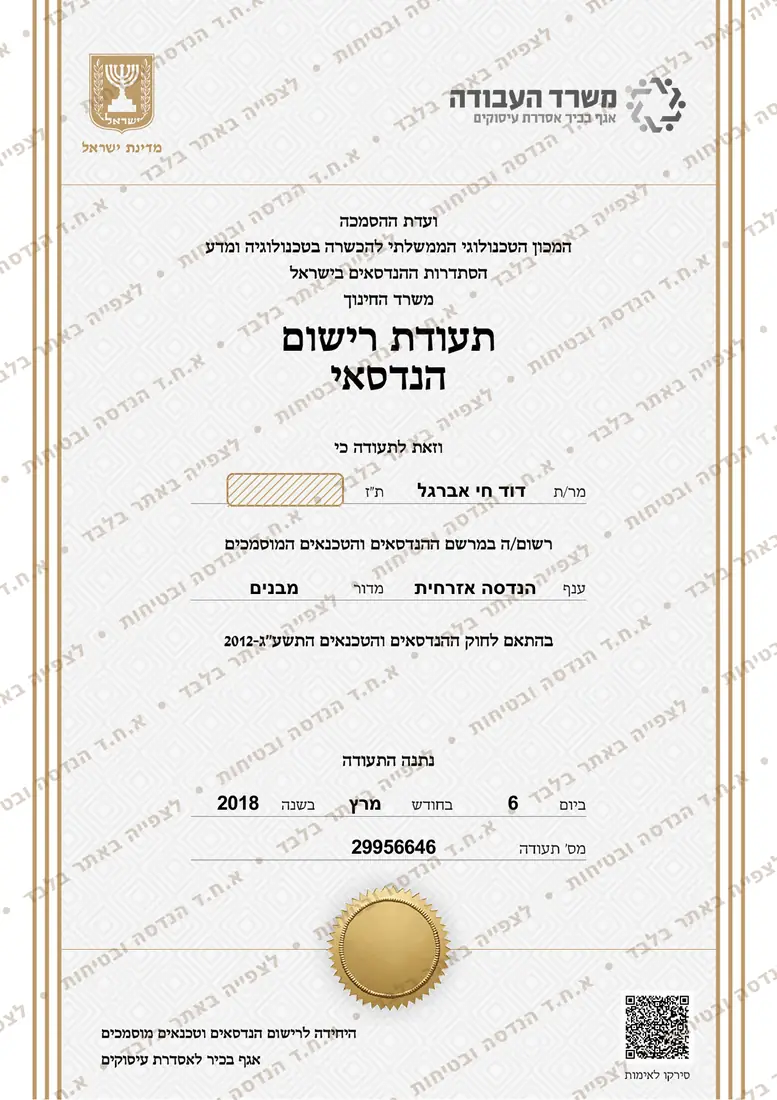 משרד העבודה
אגף בכיר אסדרת עיסוקים
ישראל
מדינת ישראל
ועדת ההסמכה
המכון הטכנולוגי הממשלתי להכשרה בטכנולוגיה ומדע
הסתדרות ההנדסאים בישראל
משרד החינוך
תעודת רישום
הנדסאי
וזאת לתעודה כי
מר/ת דוד חי אברגל ת"ז
רשום/ה במרשם ההנדסאים והטכנאים המוסמכים
ענף הנדסה אזרחית מדור מבנים
בהתאם לחוק ההנדסאים והטכנאים התשע"ג-2012
נתנה התעודה
ביום 6 בחודש מרץ בשנה 2018
מס' תעודה 29956646
היחידה לרישום הנדסאים וטכנאים מוסמכים
אגף בכיר לאסדרת עיסוקים
סירקו לאימות
א.ח.ד הנדסה ובטיחות • לצפייה באתר בלבד